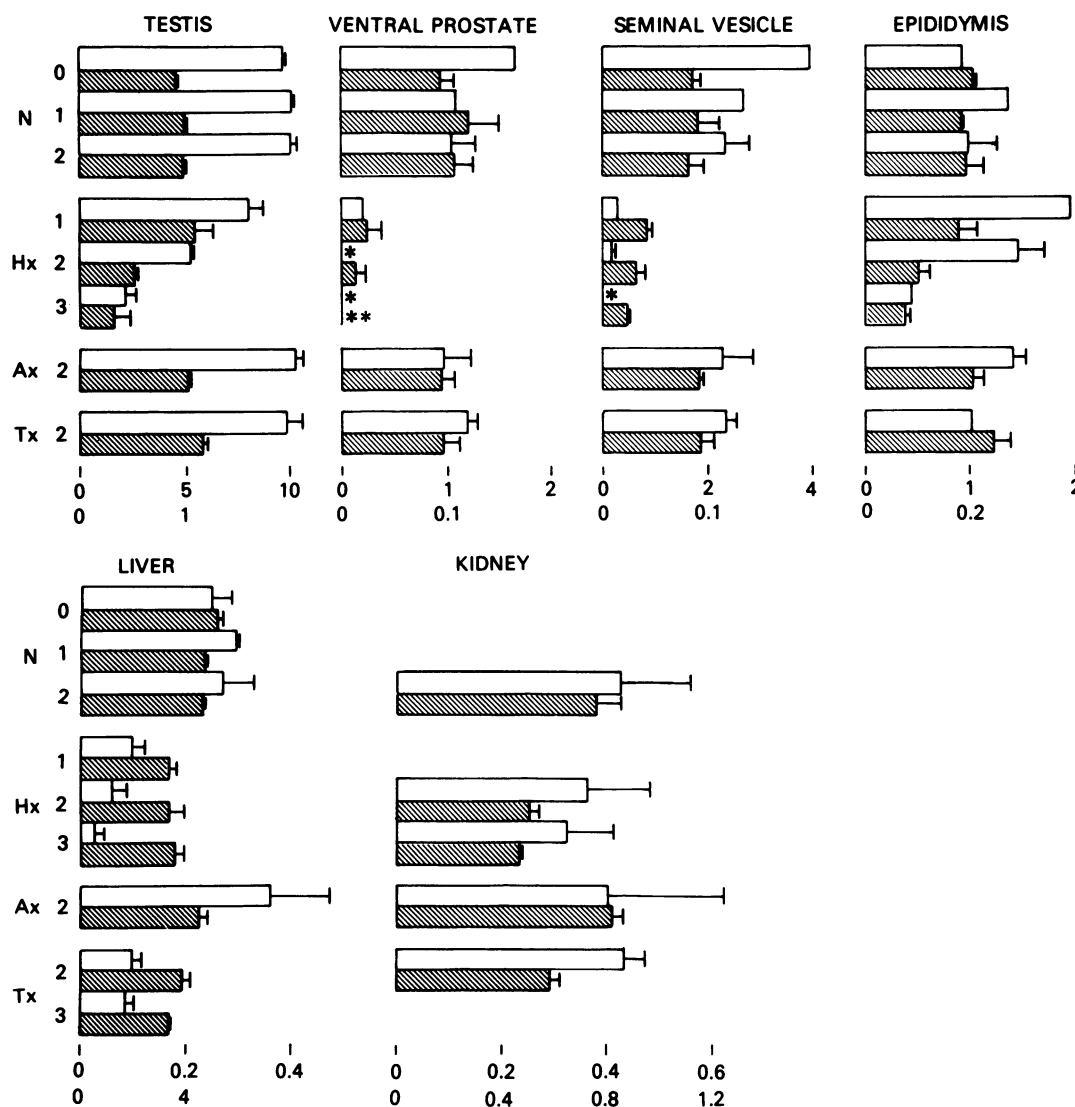 TESTIS VENTRAL PROSTATE SEMINAL VESICLE EPIDIDYMIS
0
N 1
2
1
*
Hx 2
* *
3 **
Ax 2
Tx 2
0 5 10 0 1 2 0 2 4 0 1 2
0 1 0 0.1 0 0.1 0 0.2
LIVER KIDNEY
0
N 1
2
1
Hx 2
3
Ax 2
2
Tx
3
0 0.2 0.4 0 0.2 0.4 0.6
0 4 0 0.4 0.8 1.2